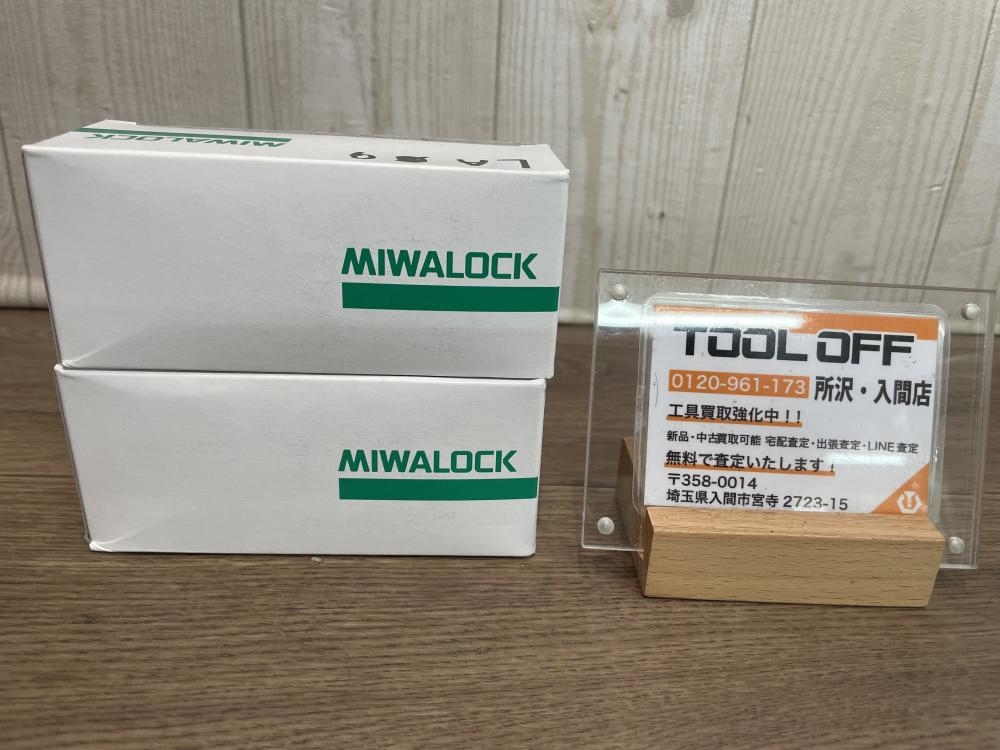 MIWALOCK
LA 9
MIWALOCK
MIWALOCK
TOOL OFF
0120-961-173 所沢・入間店
工具買取強化中！！
新品・中古買取可能 宅配査定・出張査定・LINE査定
無料で査定いたします！
〒358-0014
埼玉県入間市宮寺 2723-15